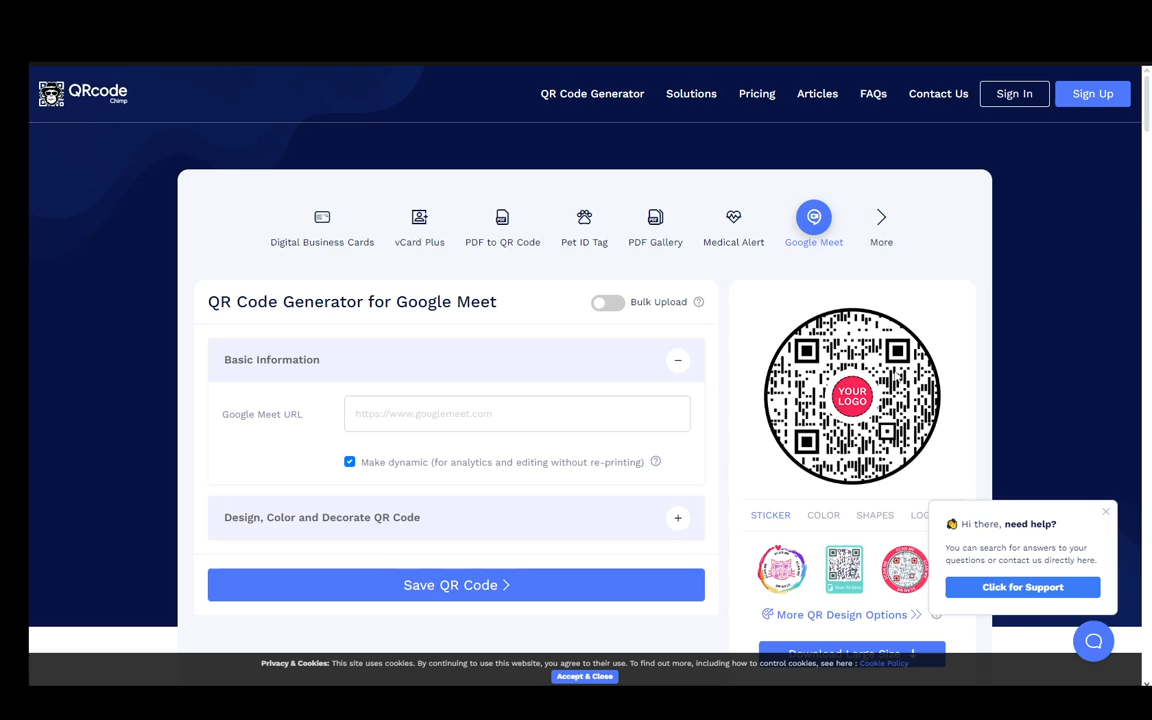 QRcode
Chimp
QR Code Generator
Solutions
Pricing
Articles
FAQs
Contact Us
Sign In
Sign Up
Digital Business Cards
vCard Plus
PDF to QR Code
Pet ID Tag
PDF Gallery
Medical Alert
Google Meet
More
QR Code Generator for Google Meet
Bulk Upload
Basic Information
Google Meet URL
https://www.googlemeet.com
Make dynamic (for analytics and editing without re-printing)
Design, Color and Decorate QR Code
Save QR Code
YOUR
LOGO
STICKER
COLOR
SHAPES
More QR Design Options
Download Large Size
Hi there, need help?
You can search for answers to your
questions or contact us directly here.
Click for Support
Privacy & Cookies: This site uses cookies. By continuing to use this website, you agree to their use. To find out more, including how to control cookies, see here : Cookie Policy
Accept & Close